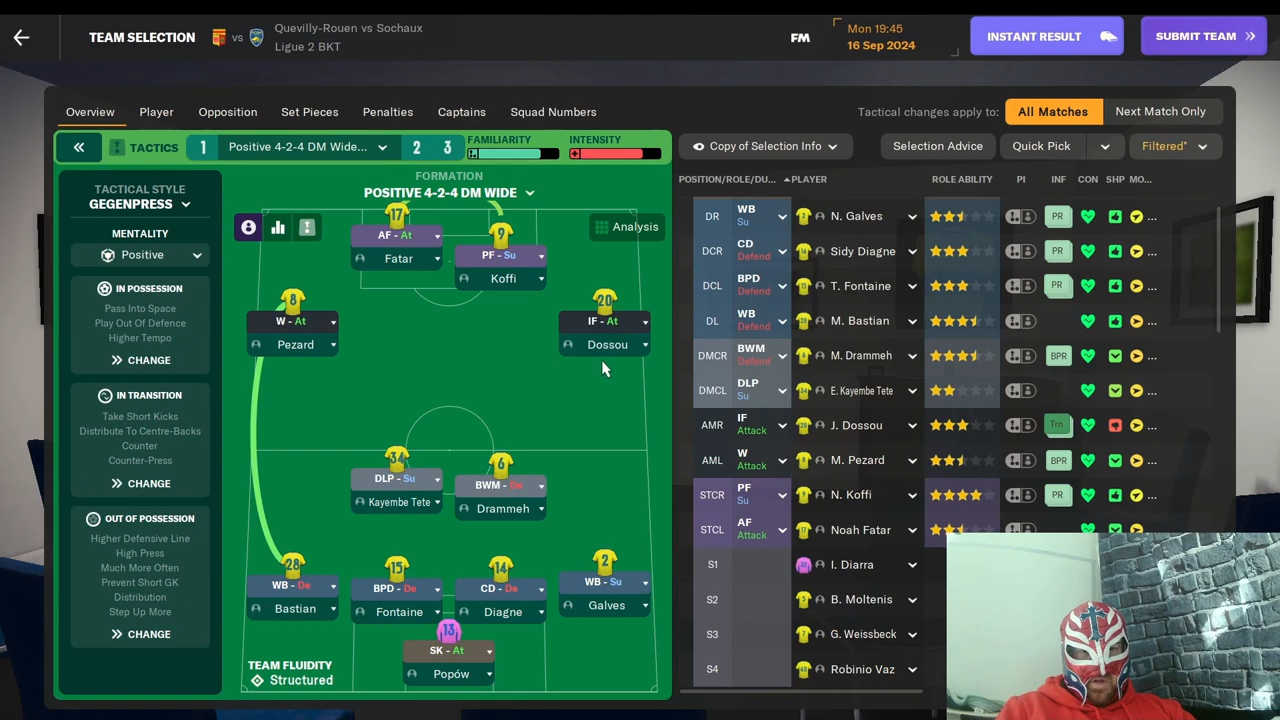 TEAM SELECTION
vs
Quevilly-Rouen vs Sochaux
Ligue 2 BKT
FM
Mon 19:45
16 Sep 2024
INSTANT RESULT
SUBMIT TEAM
Overview
Player
Opposition
Set Pieces
Penalties
Captains
Squad Numbers
Tactical changes apply to:
All Matches
Next Match Only
TACTICS
1
Positive 4-2-4 DM Wide...
2
3
FAMILIARITY
INTENSITY
Copy of Selection Info
Selection Advice
Quick Pick
Filtered*
TACTICAL STYLE
GEGENPRESS
MENTALITY
Positive
IN POSSESSION
Pass Into Space
Play Out Of Defence
Higher Tempo
CHANGE
IN TRANSITION
Take Short Kicks
Distribute To Centre-Backs
Counter
Counter-Press
CHANGE
OUT OF POSSESSION
Higher Defensive Line
High Press
Much More Often
Prevent Short GK
Distribution
Step Up More
CHANGE
FORMATION
POSITIVE 4-2-4 DM WIDE
Analysis
17
AF - At
Fatar
9
PF - Su
Koffi
8
W - At
Pezard
20
IF - At
Dossou
34
DLP - Su
Kayembe Tete
6
BWM - De
Drammeh
28
WB - De
Bastian
15
BPD - De
Fontaine
14
CD - De
Diagne
2
WB - Su
Galves
13
SK - At
Popów
TEAM FLUIDITY
Structured
POSITION/ROLE/DU... PLAYER ROLE ABILITY PI INF CON SHP MO...
DR WB Su N. Galves PR ...
DCR CD Defend Sidy Diagne PR ...
DCL BPD Defend T. Fontaine PR ...
DL WB Defend M. Bastian ...
DMCR BWM Defend M. Drammeh BPR ...
DMCL DLP Su E. Kayembe Tete ...
AMR IF Attack J. Dossou Trn ...
AML W Attack M. Pezard BPR ...
STCR PF Su N. Koffi PR ...
STCL AF Attack Noah Fatar ...
S1 I. Diarra
S2 B. Moltenis
S3 G. Weissbeck
S4 Robinio Vaz